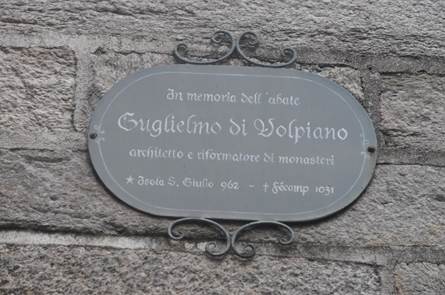 In memoria dell'abate
Guglielmo di Volpiano
architetto e riformatore di monasteri
* Isola S. Giulio 962 - † Fécamp 1031